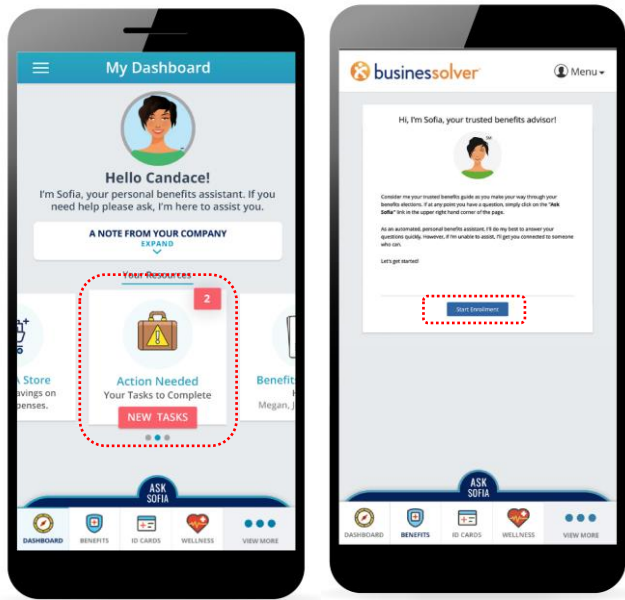 My Dashboard
Hello Candace!
I'm Sofia, your personal benefits assistant. If you
need help please ask, I'm here to assist you.
A NOTE FROM YOUR COMPANY
EXPAND
Your Resources
2
Store
avings on
penses.
Action Needed
Your Tasks to Complete
NEW TASKS
Benefit
Megan, J
ASK
SOFIA
DASHBOARD
BENEFITS
ID CARDS
WELLNESS
VIEW MORE
businessolver
Menu
Hi, I'm Sofia, your trusted benefits advisor!
Consider me your trusted benefits guide as you make your way through your
benefits elections. If at any point you have a question, simply click on the "Ask
Sofia" link in the upper right hand corner of the page.
As an automated, personal benefits assistant, I'll do my best to answer your
questions quickly. However, if I'm unable to assist, I'll get you connected to someone
who can.
Let's get started!
Start Enrollment
ASK
SOFIA
DASHBOARD
BENEFITS
ID CARDS
WELLNESS
VIEW MORE